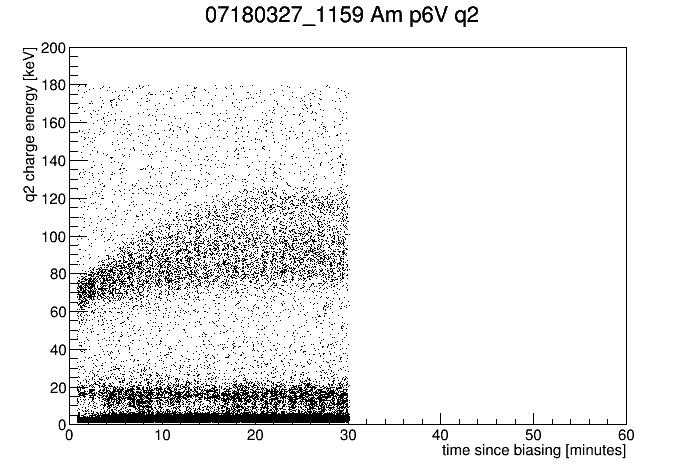 07180327_1159 Am p6V q2
q2 charge energy [keV]
200
180
160
140
120
100
80
60
40
20
0
0 10 20 30 40 50 60
time since biasing [minutes]